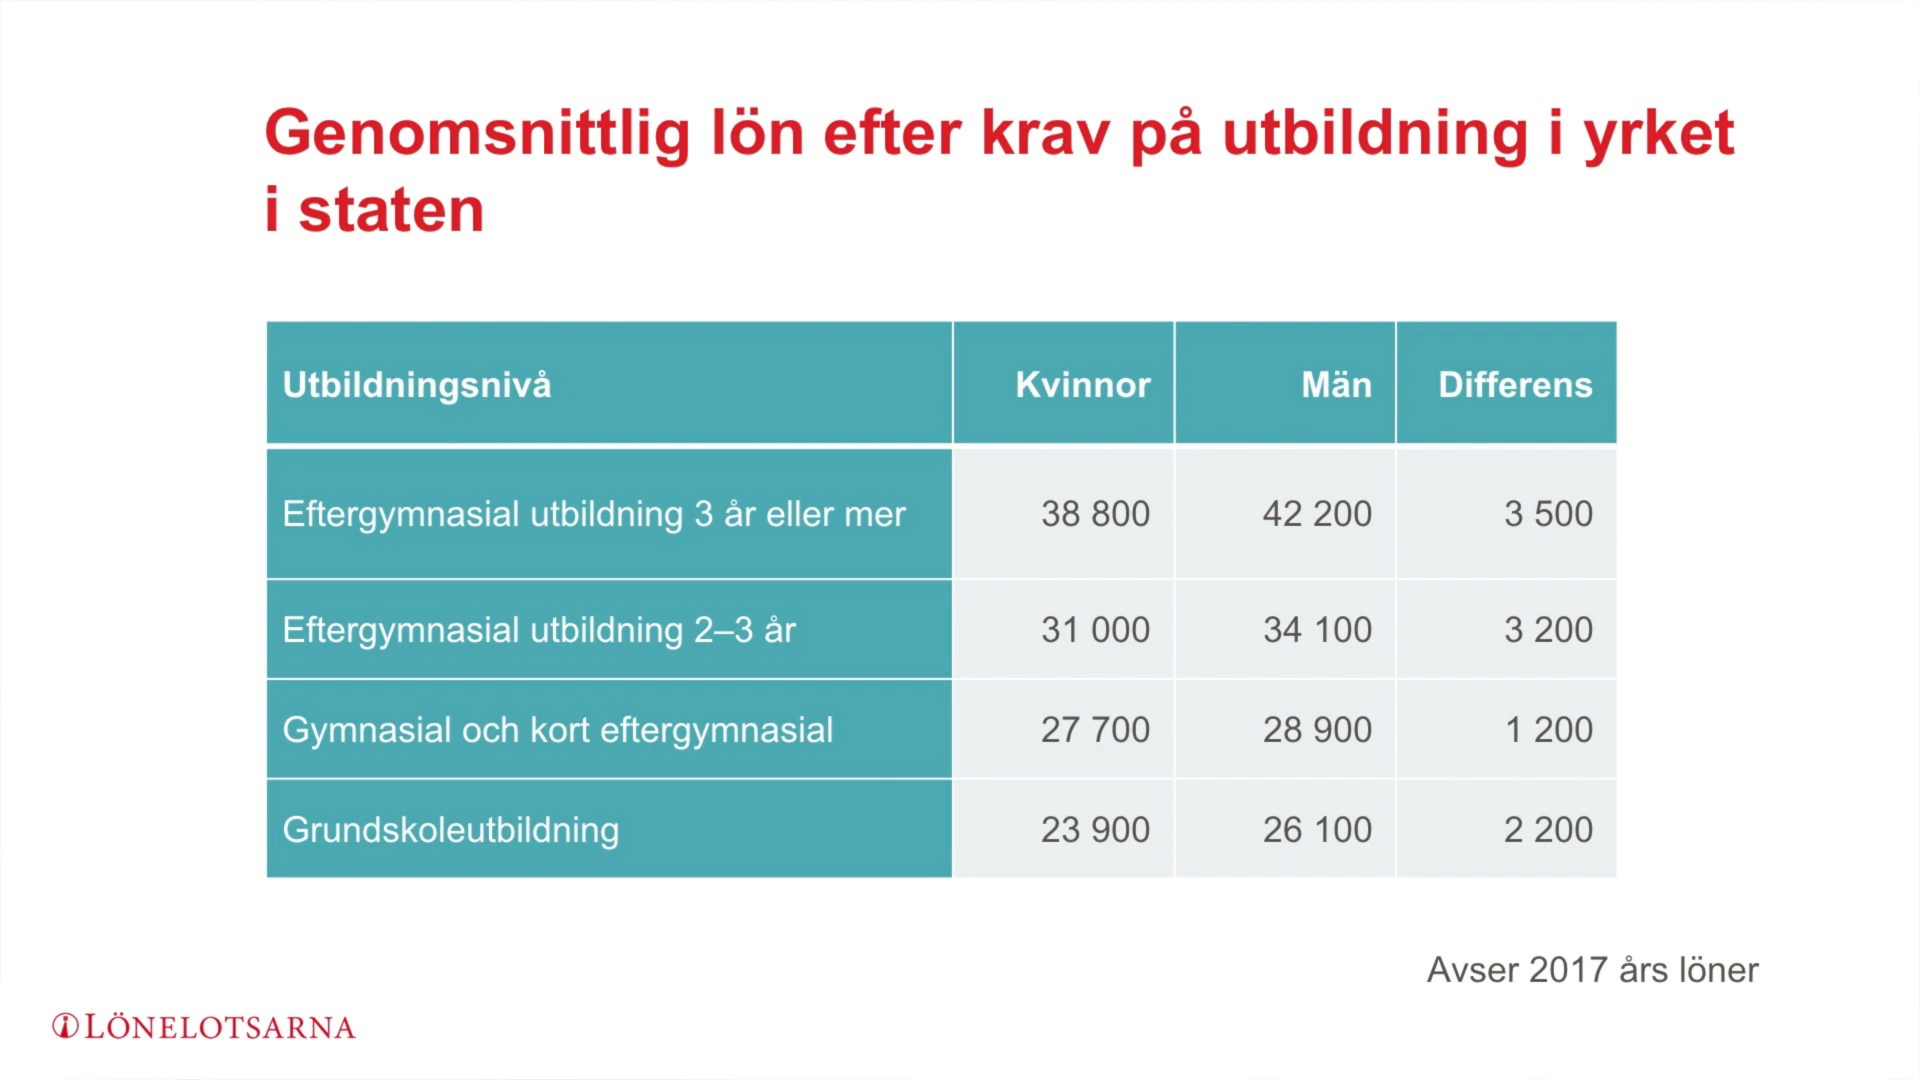 Genomsnittlig lön efter krav på utbildning i yrket
i staten
Utbildningsnivå Kvinnor Män Differens
Eftergymnasial utbildning 3 år eller mer 38 800 42 200 3 500
Eftergymnasial utbildning 2–3 år 31 000 34 100 3 200
Gymnasial och kort eftergymnasial 27 700 28 900 1 200
Grundskoleutbildning 23 900 26 100 2 200
Avser 2017 års löner
LÖNELOTSARNA